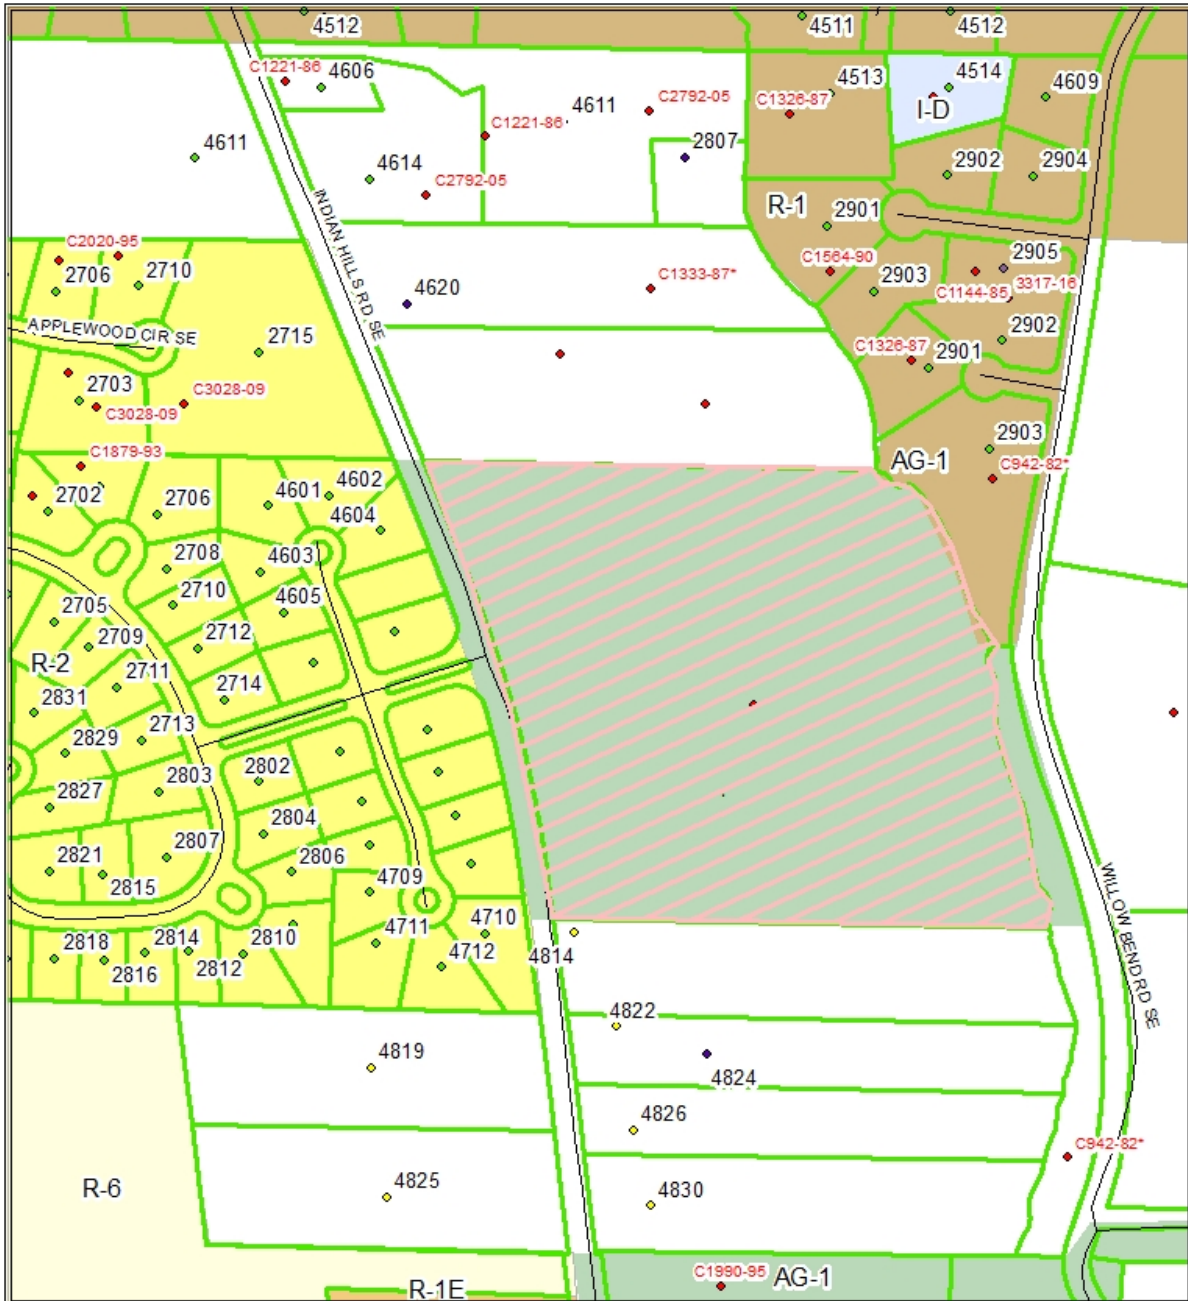 4512
4511
4512
C1221-86
4606
4611
C2792-05
C1326-87
4513
4514
I-D
4609
C1221-86
4611
2807
4614
C2792-05
2902
2904
R-1
2901
INDIAN HILLS RD SE
C2020-95
2706
2710
4620
C1333-87*
C1564-90
2903
2905
C1144-85
3317-16
2902
APPLEWOOD CIR SE
2715
C1326-87
2901
2703
C3028-09
C3028-09
2903
C1879-93
AG-1
C942-82*
2702
2706
4601
4602
4604
2708
4603
2710
4605
2705
2709
2712
R-2
2711
2714
2831
2713
2829
2803
2802
2827
2804
2807
2806
2821
2815
4709
WILLOW BEND RD SE
4711
4710
2818
2814
2810
2816
2812
4712
4814
4822
4819
4824
4826
C942-82*
R-6
4825
4830
C1990-95
AG-1
R-1E